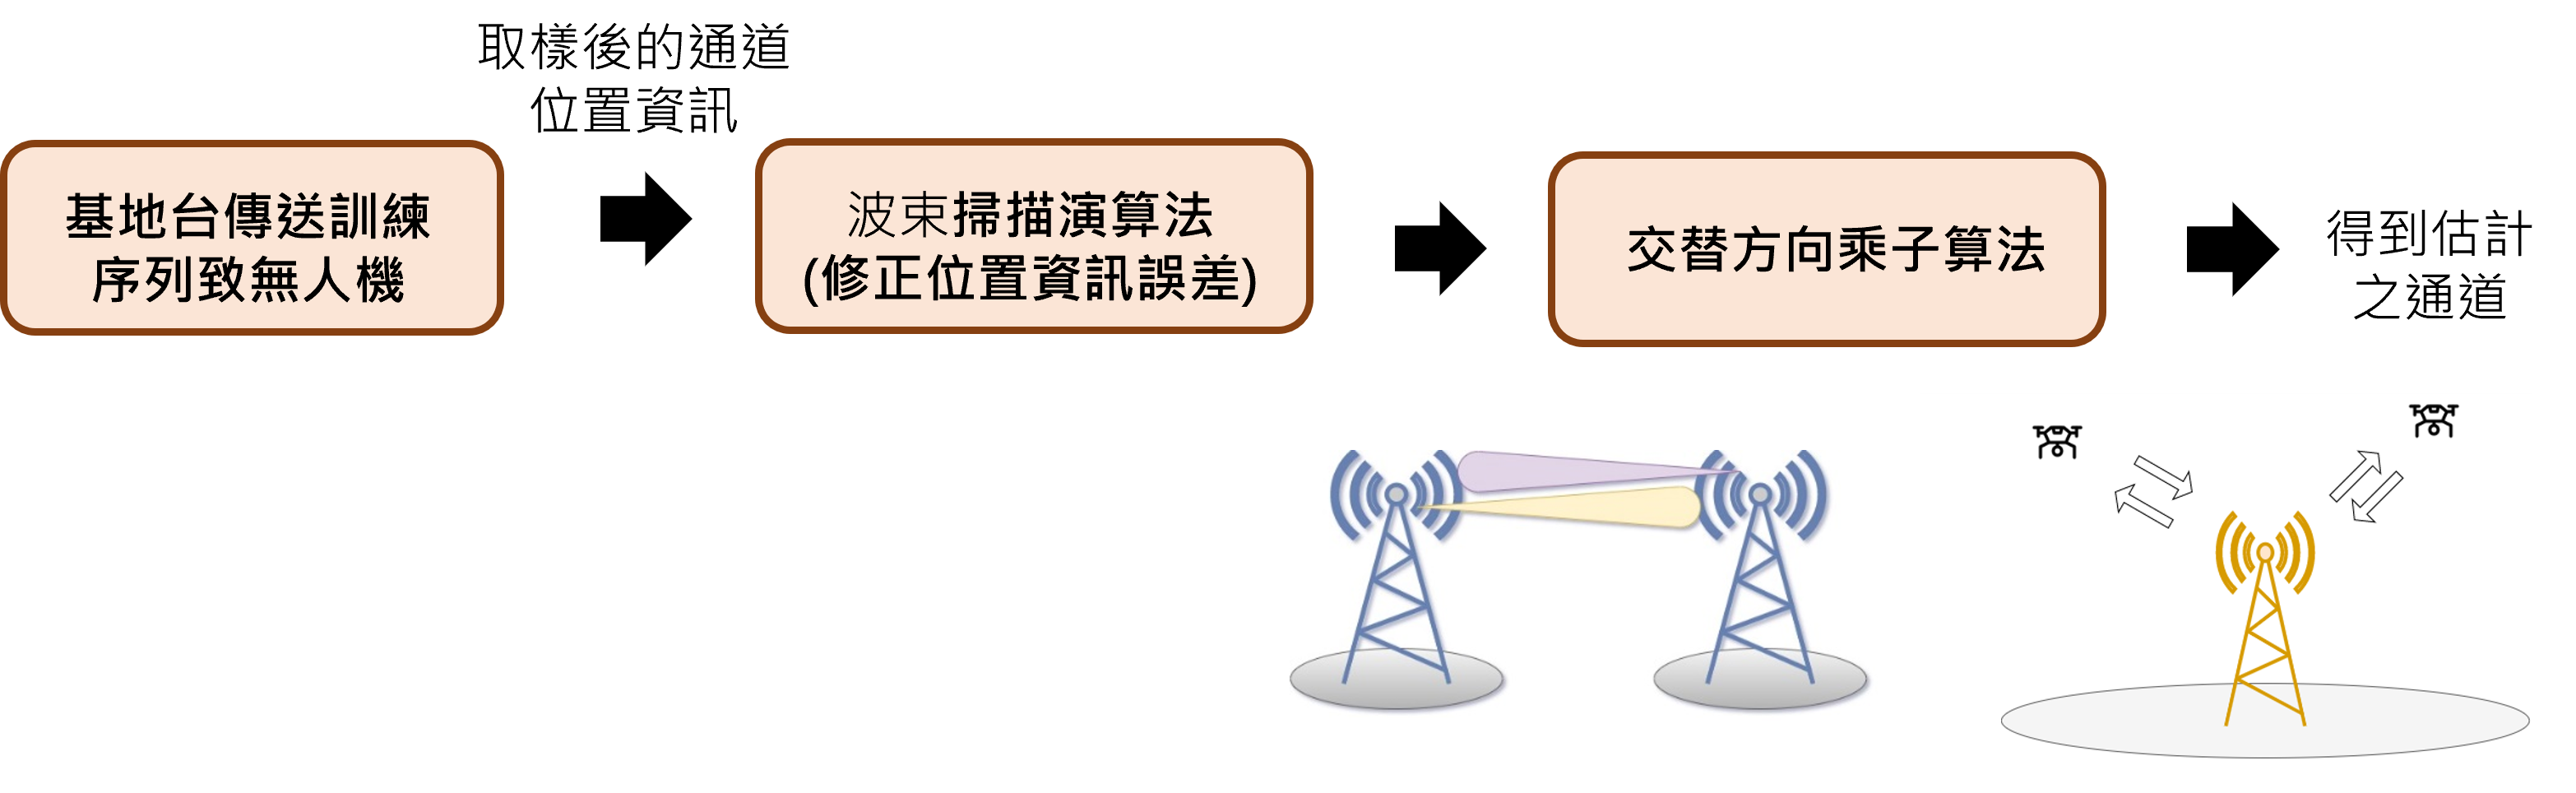 取樣後的通道
位置資訊
基地台傳送訓練
序列致無人機
波束掃描演算法
(修正位置資訊誤差)
交替方向乘子算法
得到估計
之通道